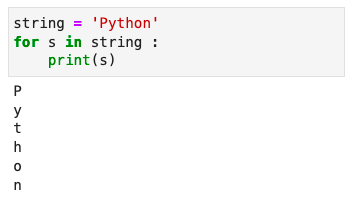 string = 'Python'
for s in string :
    print(s)
P
y
t
h
o
n